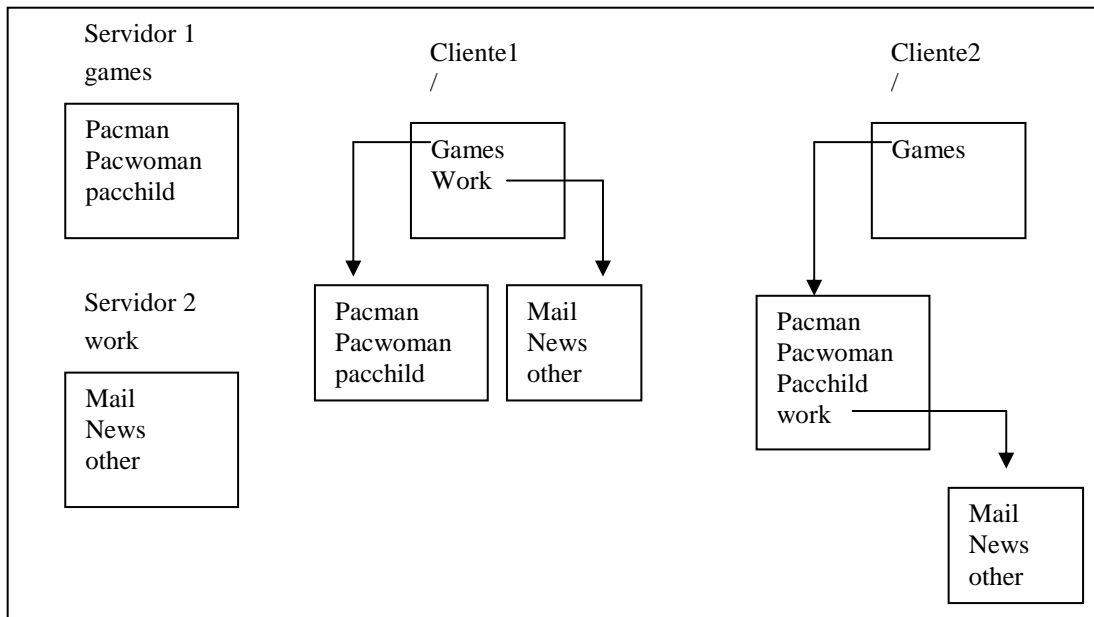 Servidor 1
games
Pacman
Pacwoman
pacchild
Servidor 2
work
Mail
News
other
Cliente1
/
Games
Work
Pacman
Pacwoman
pacchild
Mail
News
other
Cliente2
/
Games
Pacman
Pacwoman
Pacchild
work
Mail
News
other